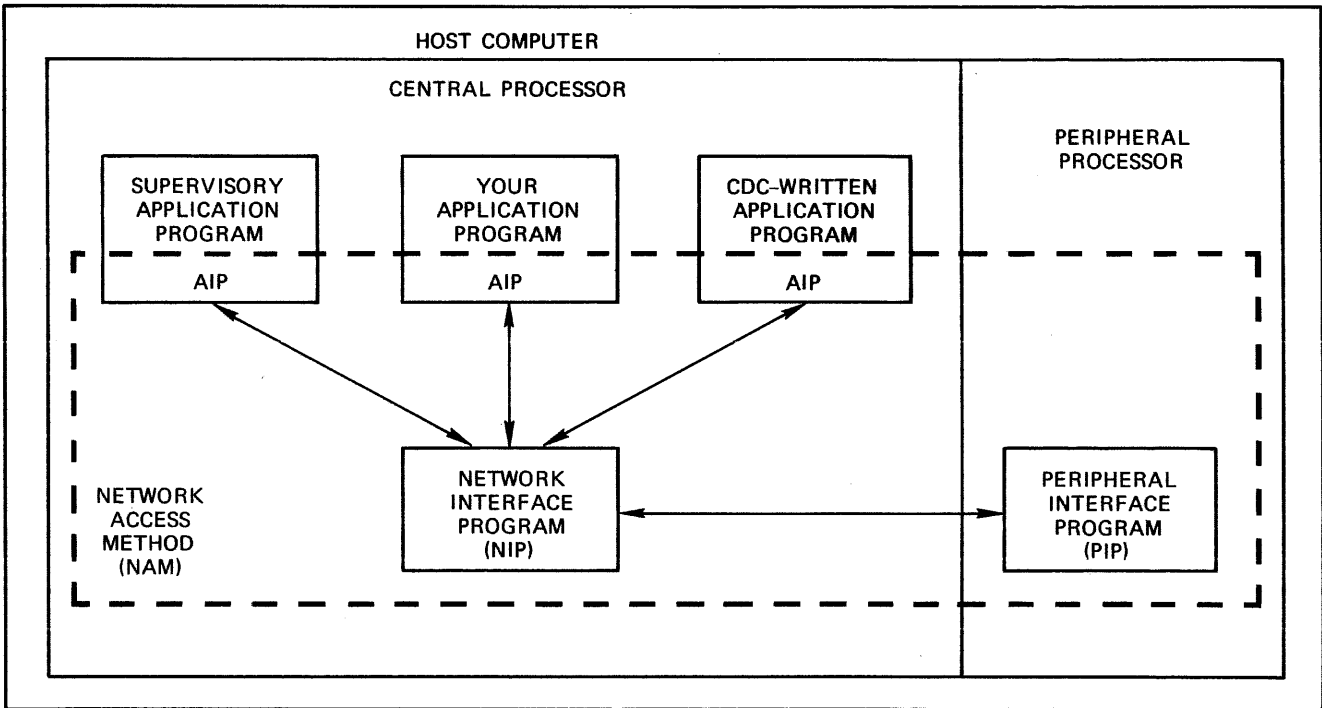 HOST COMPUTER
CENTRAL PROCESSOR
PERIPHERAL
PROCESSOR
SUPERVISORY
APPLICATION
PROGRAM
AIP
YOUR
APPLICATION
PROGRAM
AIP
CDC-WRITTEN
APPLICATION
PROGRAM
AIP
NETWORK
ACCESS
METHOD
(NAM)
NETWORK
INTERFACE
PROGRAM
(NIP)
PERIPHERAL
INTERFACE
PROGRAM
(PIP)